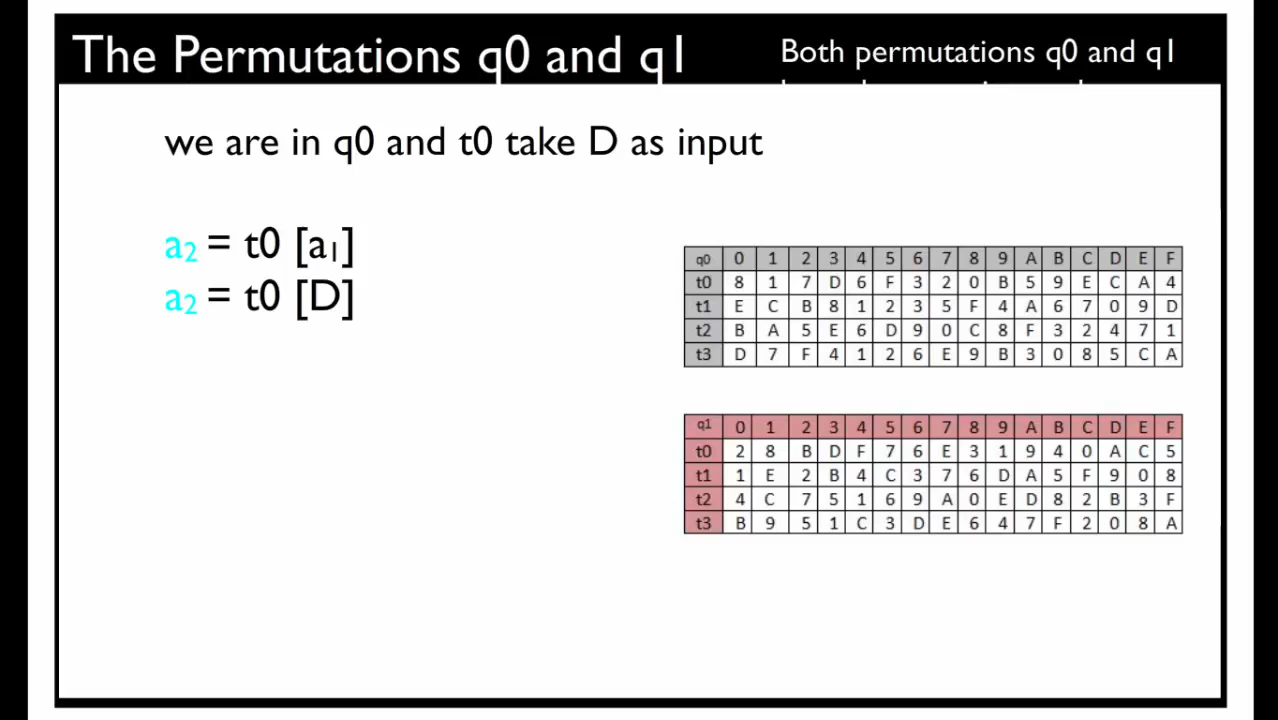 The Permutations q0 and q1
Both permutations q0 and q1
we are in q0 and t0 take D as input
a₂ = t0 [a₁]
a₂ = t0 [D]
q0 0 1 2 3 4 5 6 7 8 9 A B C D E F
t0 8 1 7 D 6 F 3 2 0 B 5 9 E C A 4
t1 E C B 8 1 2 3 5 F 4 A 6 7 0 9 D
t2 B A 5 E 6 D 9 0 C 8 F 3 2 4 7 1
t3 D 7 F 4 1 2 6 E 9 B 3 0 8 5 C A
q1 0 1 2 3 4 5 6 7 8 9 A B C D E F
t0 2 8 B D F 7 6 E 3 1 9 4 0 A C 5
t1 1 E 2 B 4 C 3 7 6 D A 5 F 9 0 8
t2 4 C 7 5 1 6 9 A 0 E D 8 2 B 3 F
t3 B 9 5 1 C 3 D E 6 4 7 F 2 0 8 A